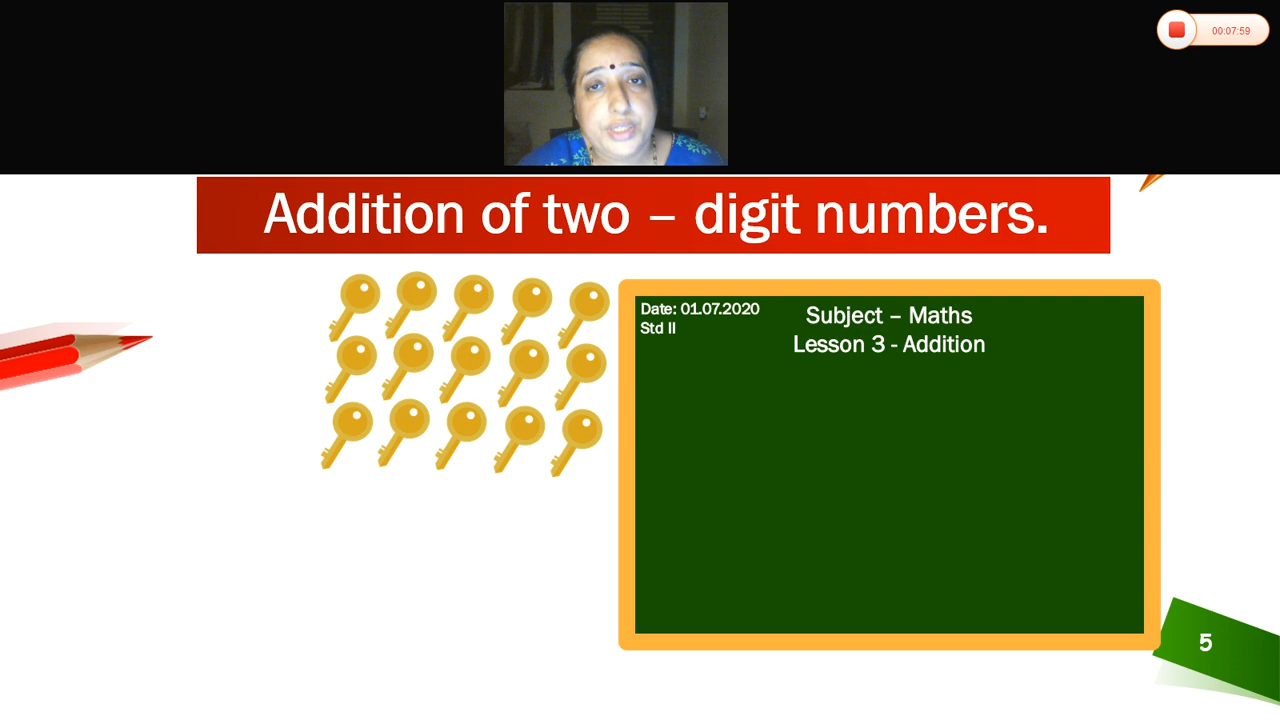 00:07:59
Addition of two – digit numbers.
Date: 01.07.2020
Std II
Subject – Maths
Lesson 3 - Addition
5